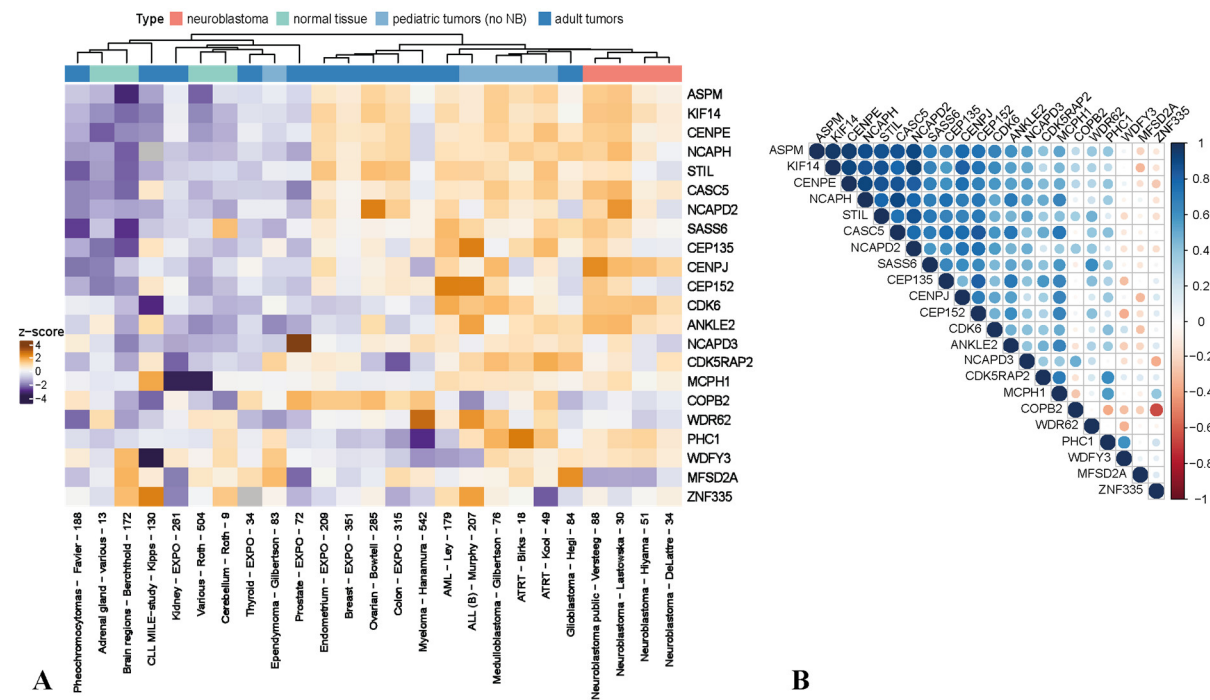 Type neuroblastoma normal tissue pediatric tumors (no NB) adult tumors
ASPM
KIF14
CENPE
NCAPH
STIL
CASC5
NCAPD2
SASS6
CEP135
CENPJ
CEP152
CDK6
ANKLE2
NCAPD3
CDK5RAP2
MCPH1
COPB2
WDR62
PHC1
WDFY3
MFSD2A
ZNF335
z-score
4
2
0
−2
−4
Pheochromocytomas – Favier – 188
Adrenal gland – various – 13
Brain regions – Berchthold – 172
CLL MILE-study – Kipps – 130
Kidney – EXPO – 261
Various – Roth – 504
Cerebellum – Roth – 9
Thyroid – EXPO – 34
Ependymoma – Gilbertson – 83
Prostate – EXPO – 72
Endometrium – EXPO – 209
Breast – EXPO – 351
Ovarian – Bowtell – 285
Colon – EXPO – 315
Myeloma – Hanamura – 542
AML – Ley – 179
ALL (B) – Murphy – 207
Medulloblastoma – Gilbertson – 76
ATRT – Birks – 18
ATRT – Kool – 49
Glioblastoma – Hegi – 84
Neuroblastoma public – Versteeg – 88
Neuroblastoma – Lastowska – 30
Neuroblastoma – Hiyama – 51
Neuroblastoma – DeLattre – 34
A
ASPM
KIF14
CENPE
NCAPH
STIL
CASC5
NCAPD2
SASS6
CEP135
CENPJ
CEP152
CDK6
ANKLE2
NCAPD3
CDK5RAP2
MCPH1
COPB2
WDR62
PHC1
WDFY3
MFSD2A
ZNF335
ASPM
KIF14
CENPE
NCAPH
STIL
CASC5
NCAPD2
SASS6
CEP135
CENPJ
CEP152
CDK6
ANKLE2
NCAPD3
CDK5RAP2
MCPH1
COPB2
WDR62
PHC1
WDFY3
MFSD2A
ZNF335
1
0.8
0.6
0.4
0.2
0
-0.2
-0.4
-0.6
-0.8
-1
B